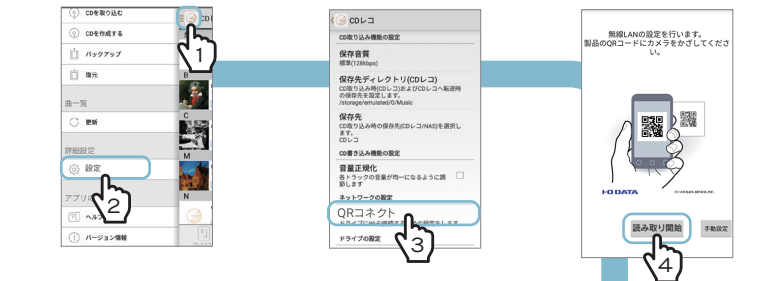 CDを取り込む
CDを作成する
バックアップ
復元
曲一覧
更新
詳細設定
設定
アプリの
ヘルプ
バージョン情報
CD
B
C
M
N
1
2
CDレコ
CD取り込み機能の設定
保存音質
標準(128kbps)
保存先ディレクトリ(CDレコ)
CD取り込み時(CDレコ)およびCDレコへ転送時
の保存先を設定します。
/storage/emulated/0/Music
保存先
CD取り込み時の保存先(CDレコ/NAS)を選択し
ます。
CDレコ
CD書き込み機能の設定
音量正規化
各トラックの音量が均一になるように調
節します
ネットワークの設定
QRコネクト
ドライブの設定
3
無線LANの設定を行います。
製品のQRコードにカメラをかざしてくださ
い。
I-O DATA
読み取り開始
手動設定
4